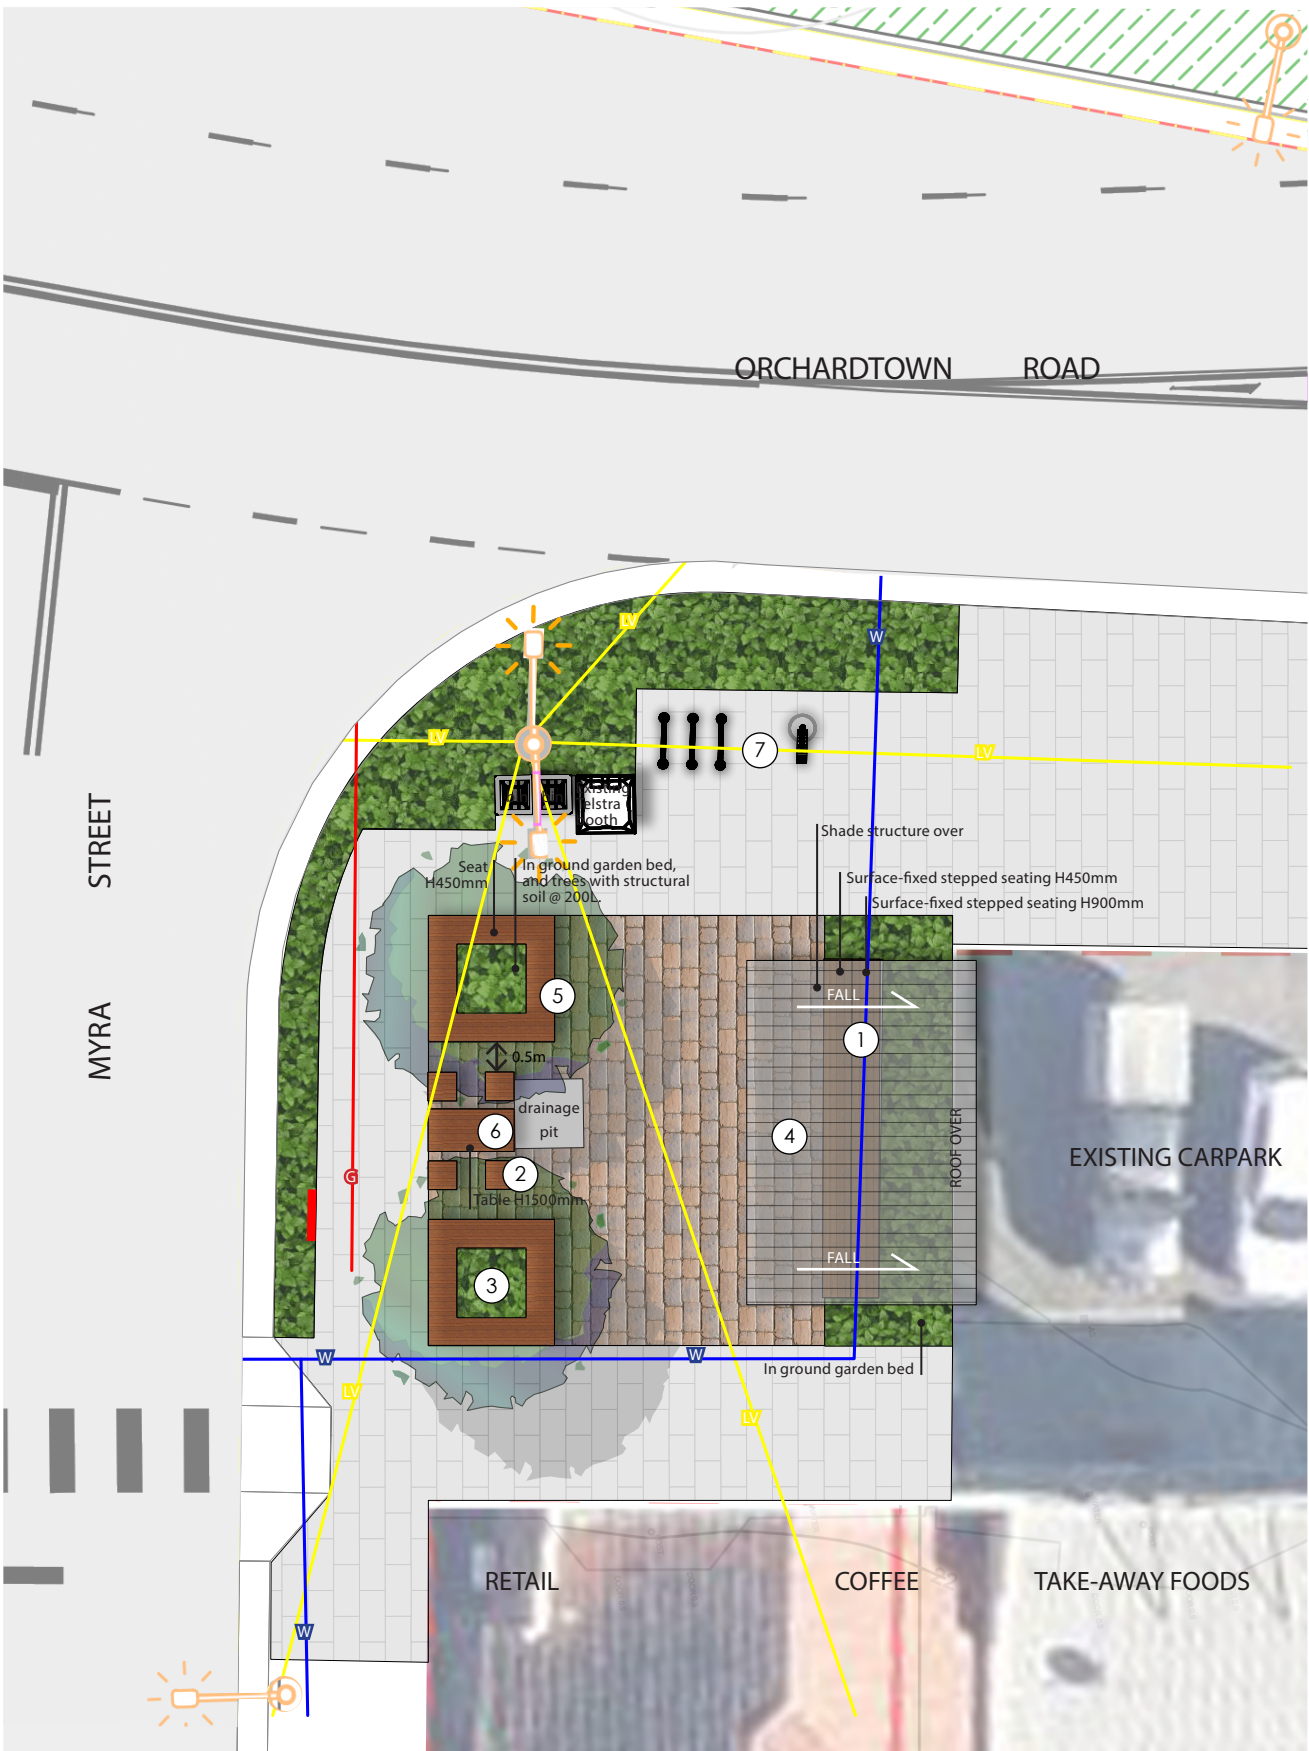 ORCHARDTOWN ROAD
LV
W
LV
7
LV
Existing
Telstra
Booth
STREET
MYRA
Shade structure over
Seat
H450mm
In ground garden bed,
and trees with structural
soil @ 200L.
Surface-fixed stepped seating H450mm
Surface-fixed stepped seating H900mm
5
FALL
1
0.5m
drainage
pit
6
4
ROOF OVER
EXISTING CARPARK
G
2
Table H1500mm
FALL
3
W
W
In ground garden bed
LV
LV
RETAIL
COFFEE
TAKE-AWAY FOODS
W